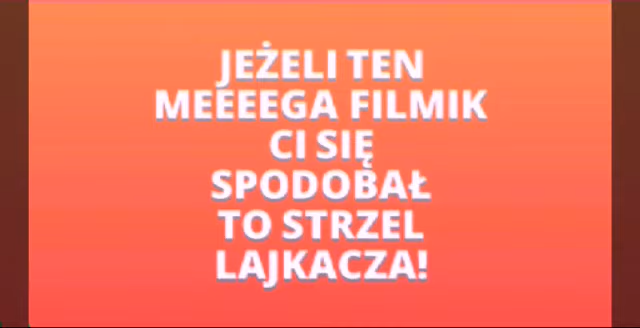 JEŻELI TEN
MEEEEGA FILMIK
CI SIĘ
SPODOBAŁ
TO STRZEL
LAJKACZA!